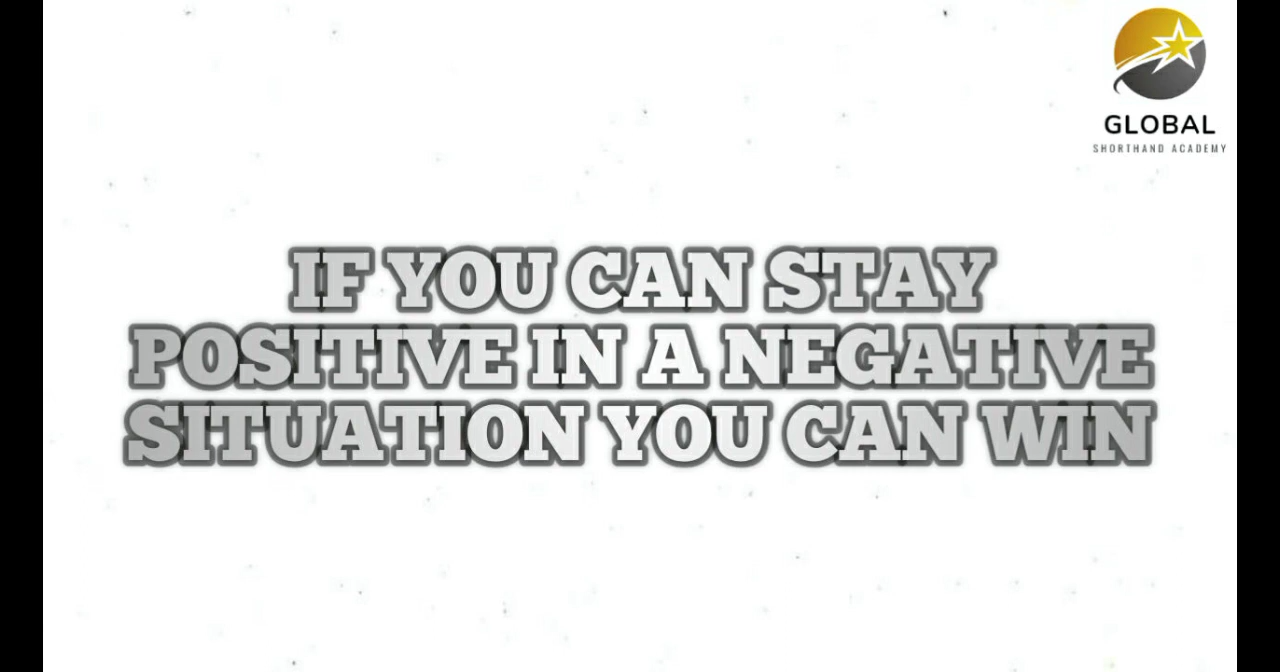 GLOBAL
SHORTHAND ACADEMY
IF YOU CAN STAY
POSITIVE IN A NEGATIVE
SITUATION YOU CAN WIN